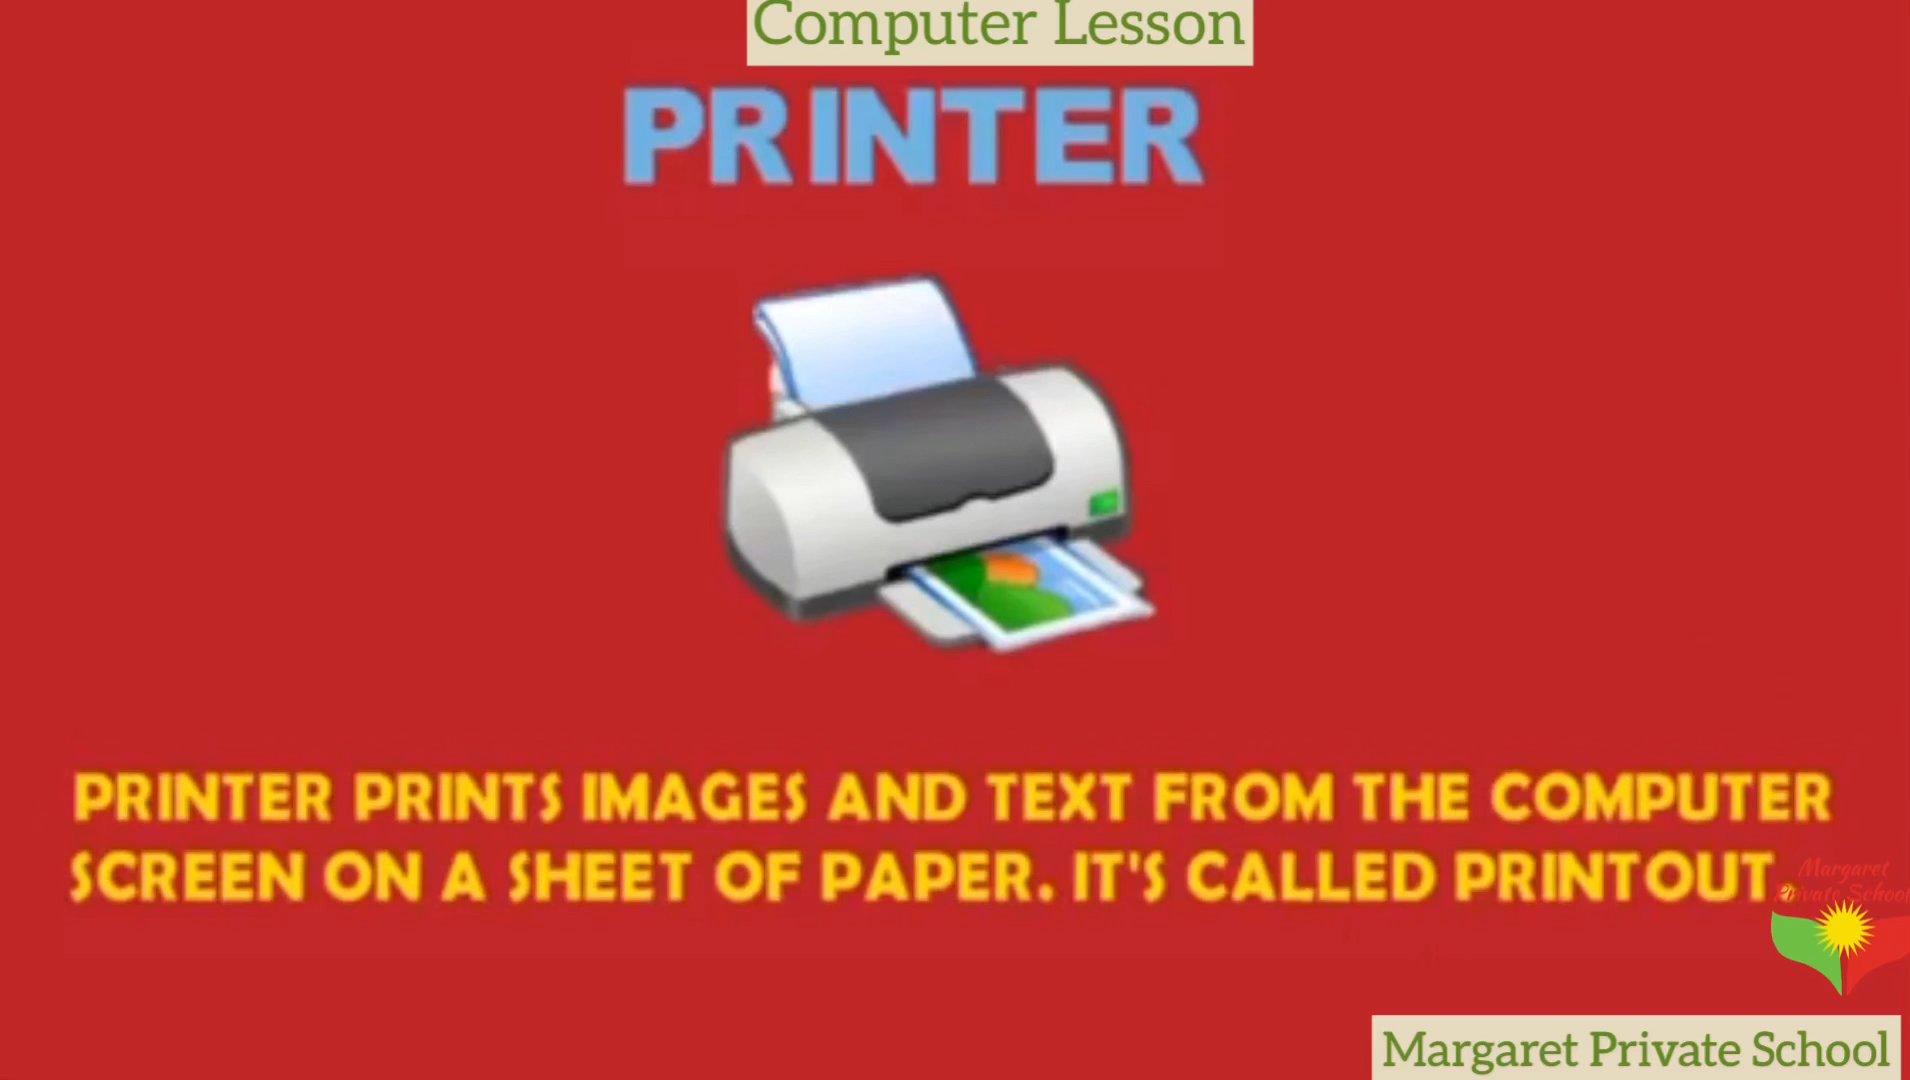 Computer Lesson
PRINTER
PRINTER PRINTS IMAGES AND TEXT FROM THE COMPUTER
SCREEN ON A SHEET OF PAPER. IT'S CALLED PRINTOUT.
Margaret
Private School
Margaret Private School